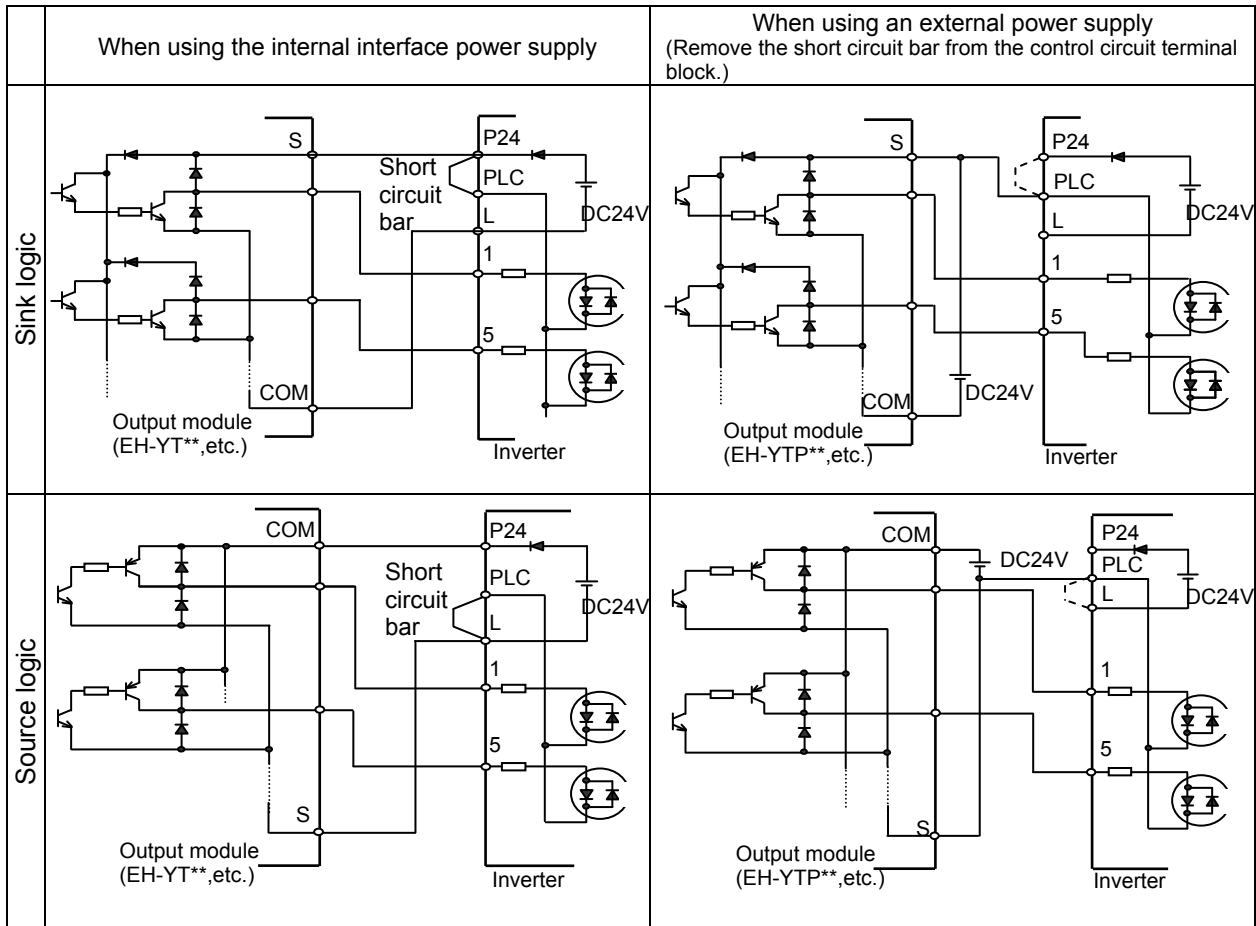 When using the internal interface power supply
When using an external power supply
(Remove the short circuit bar from the control circuit terminal
block.)
Sink logic
S
Short
circuit
bar
P24
PLC
L
DC24V
1
5
COM
Output module
(EH-YT**,etc.)
Inverter
S
P24
PLC
L
DC24V
1
5
COM
DC24V
Output module
(EH-YTP**,etc.)
Inverter
Source logic
COM
Short
circuit
bar
P24
PLC
L
DC24V
1
5
S
Output module
(EH-YT**,etc.)
Inverter
COM
DC24V
P24
PLC
L
DC24V
1
5
S
Output module
(EH-YTP**,etc.)
Inverter